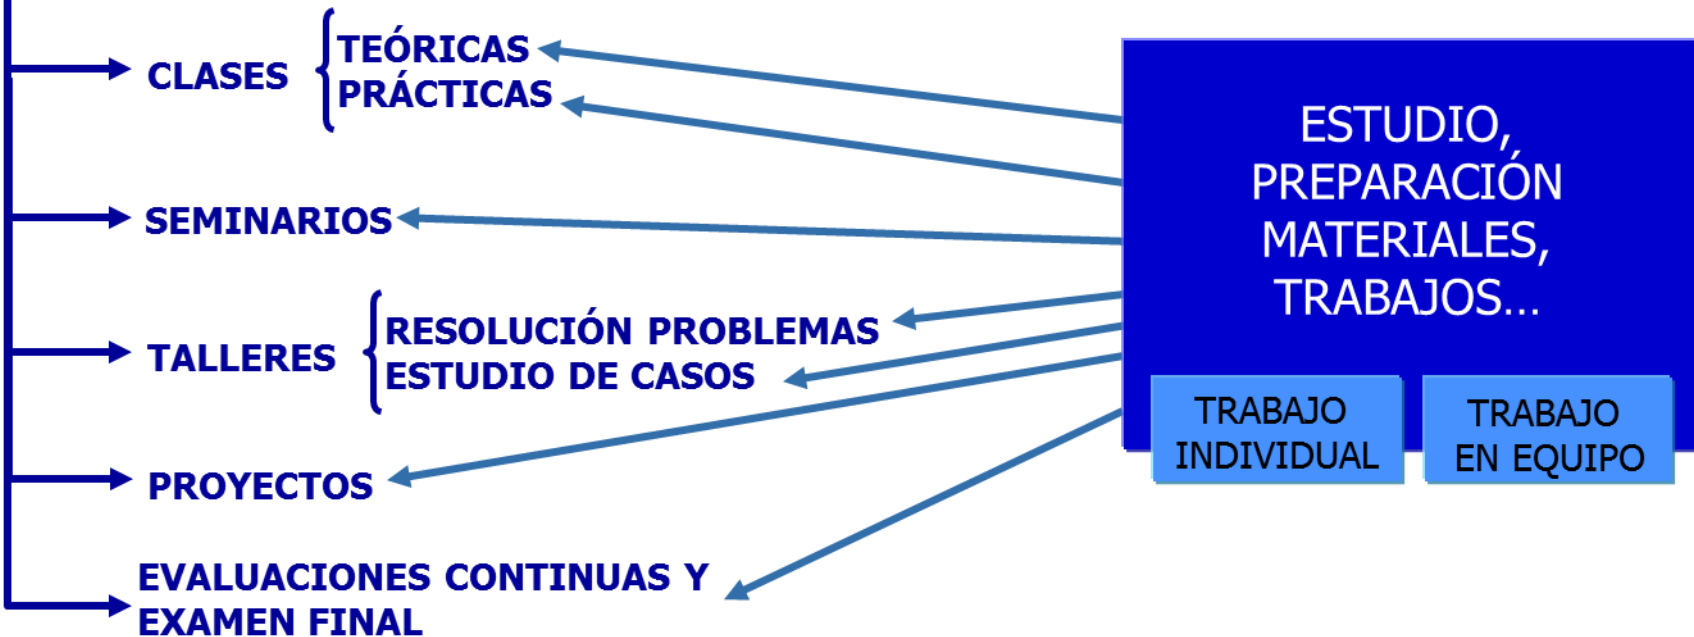 CLASES
TEÓRICAS
PRÁCTICAS
SEMINARIOS
TALLERES
RESOLUCIÓN PROBLEMAS
ESTUDIO DE CASOS
PROYECTOS
EVALUACIONES CONTINUAS Y
EXAMEN FINAL
ESTUDIO,
PREPARACIÓN
MATERIALES,
TRABAJOS...
TRABAJO
INDIVIDUAL
TRABAJO
EN EQUIPO